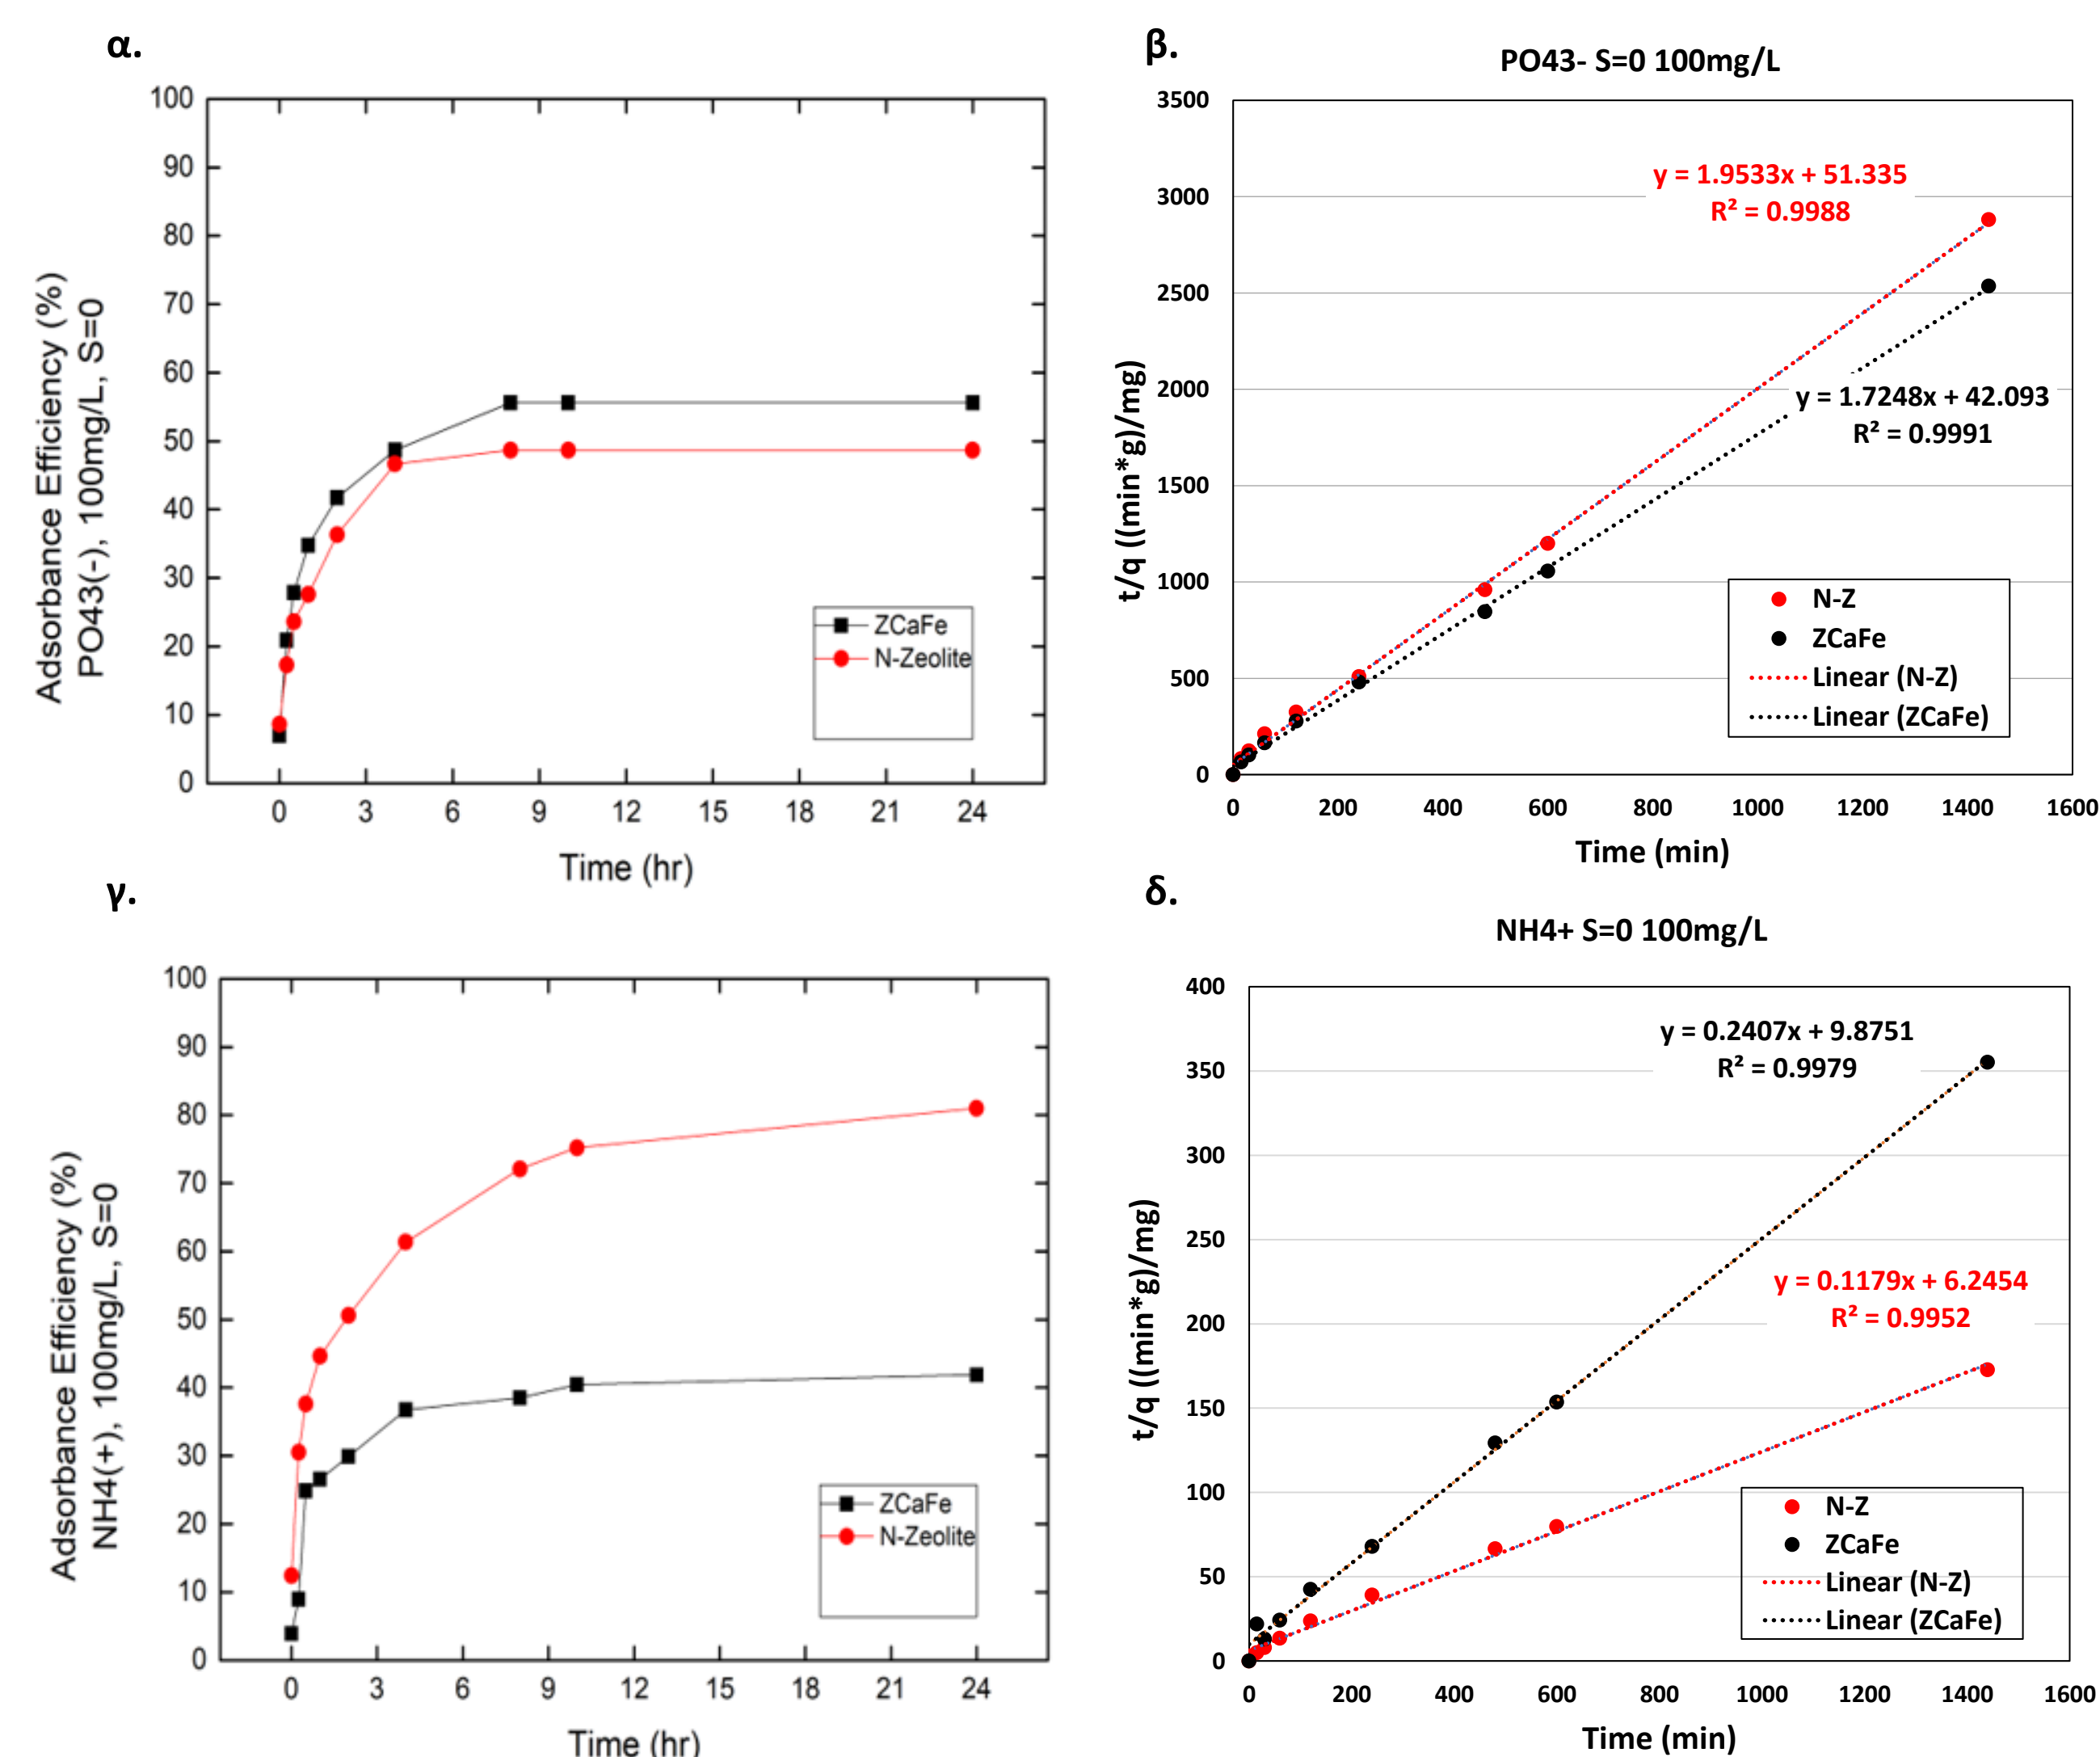 α.
100
90
80
70
60
50
40
30
20
10
0
0 3 6 9 12 15 18 21 24
Adsorbance Efficiency (%)
PO43(-), 100mg/L, S=0
Time (hr)
ZCaFe
N-Zeolite
β.
PO43- S=0 100mg/L
3500
3000
2500
2000
1500
1000
500
0
0 200 400 600 800 1000 1200 1400 1600
t/q ((min*g)/mg)
Time (min)
y = 1.9533x + 51.335
R² = 0.9988
y = 1.7248x + 42.093
R² = 0.9991
N-Z
ZCaFe
Linear (N-Z)
Linear (ZCaFe)
γ.
100
90
80
70
60
50
40
30
20
10
0
0 3 6 9 12 15 18 21 24
Adsorbance Efficiency (%)
NH4(+), 100mg/L, S=0
Time (hr)
ZCaFe
N-Zeolite
δ.
NH4+ S=0 100mg/L
400
350
300
250
200
150
100
50
0
0 200 400 600 800 1000 1200 1400 1600
t/q ((min*g)/mg)
Time (min)
y = 0.2407x + 9.8751
R² = 0.9979
y = 0.1179x + 6.2454
R² = 0.9952
N-Z
ZCaFe
Linear (N-Z)
Linear (ZCaFe)